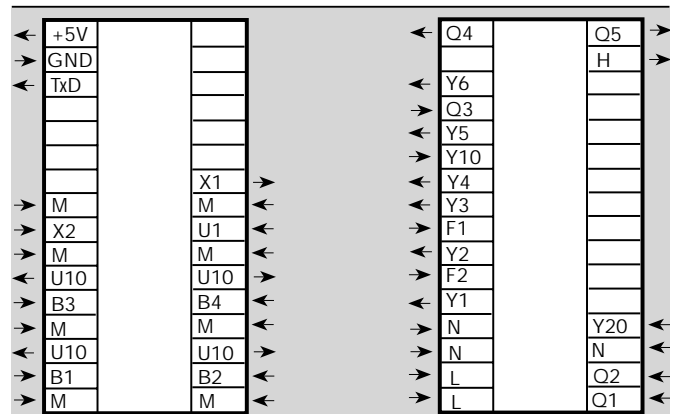 +5V
GND
TxD
X1
M M
X2 U1
M M
U10 U10
B3 B4
M M
U10 U10
B1 B2
M M
Q4 Q5
H
Y6
Q3
Y5
Y10
Y4
Y3
F1
Y2
F2
Y1
N Y20
N N
L Q2
L Q1